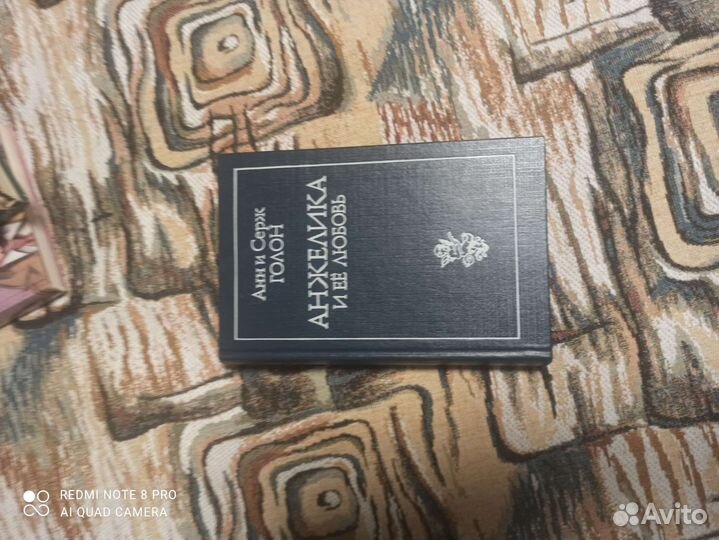 Анн и Серж
ГОЛОН
АНЖЕЛИКА
И ЕЁ ЛЮБОВЬ
REDMI NOTE 8 PRO
AI QUAD CAMERA
Avito